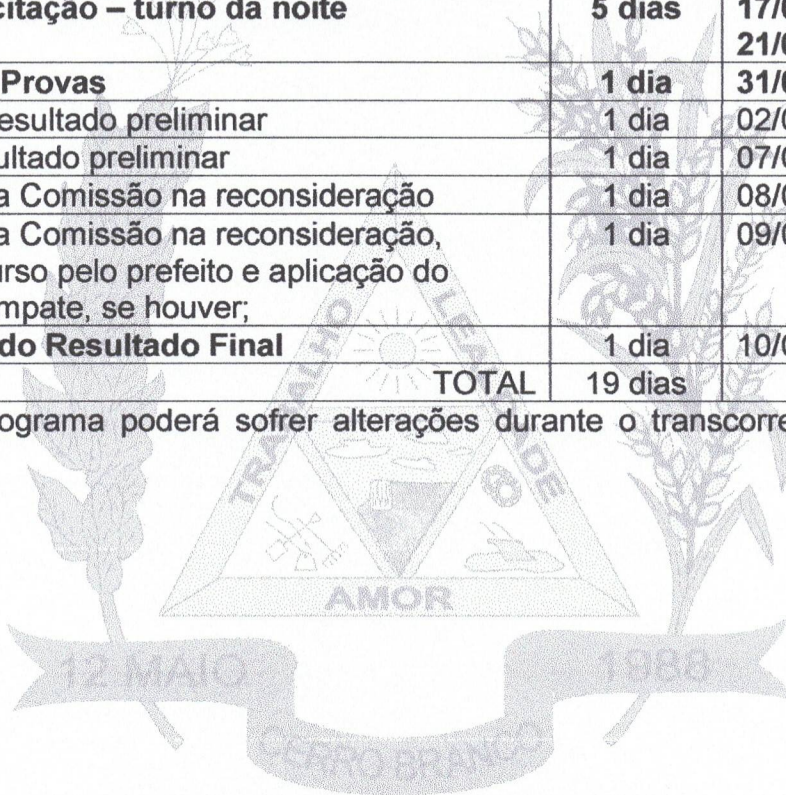 citação – turno da noite 5 dias 17/0
21/0
Provas 1 dia 31/0
esultado preliminar 1 dia 02/0
ultado preliminar 1 dia 07/0
a Comissão na reconsideração 1 dia 08/0
a Comissão na reconsideração, 1 dia 09/0
urso pelo prefeito e aplicação do
mpate, se houver;
do Resultado Final 1 dia 10/0
TOTAL 19 dias
ograma poderá sofrer alterações durante o transcorre
TRABALHO
LEALDADE
AMOR
12 MAIO 1988
CERRO BRANCO